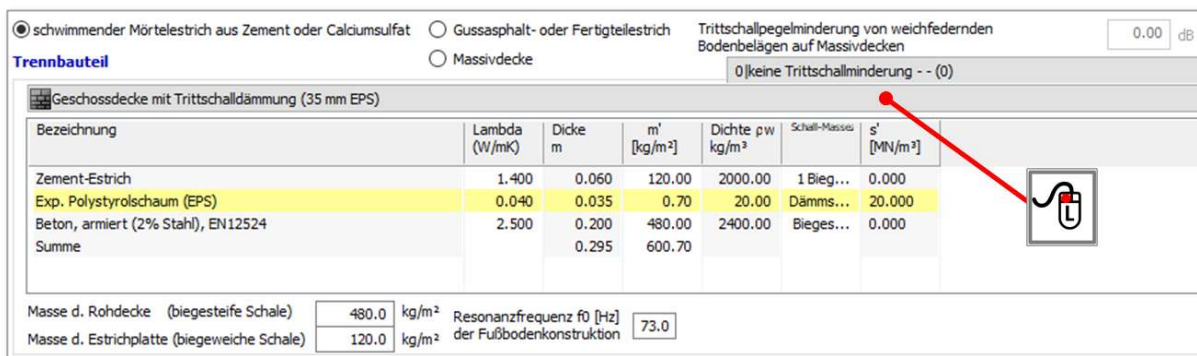 schwimmender Mörtelestrich aus Zement oder Calciumsulfat Gussasphalt- oder Fertigteilestrich Trittschallpegelminderung von weichfedernden 0.00 dB
Bodenbelägen auf Massivdecken
Trennbauteil Massivdecke
0|keine Trittschallminderung - - (0)
Geschossdecke mit Trittschalldämmung (35 mm EPS)
Bezeichnung Lambda Dicke m' Dichte ρw Schall-Masse: s'
(W/mK) m [kg/m²] kg/m³ [MN/m³]
Zement-Estrich 1.400 0.060 120.00 2000.00 1 Bieg... 0.000
Exp. Polystyrolschaum (EPS) 0.040 0.035 0.70 20.00 Dämms... 20.000
Beton, armiert (2% Stahl), EN12524 2.500 0.200 480.00 2400.00 Bieges... 0.000
Summe 0.295 600.70
L
Masse d. Rohdecke (biegesteife Schale) 480.0 kg/m² Resonanzfrequenz f0 [Hz] 73.0
Masse d. Estrichplatte (biegeweiche Schale) 120.0 kg/m² der Fußbodenkonstruktion